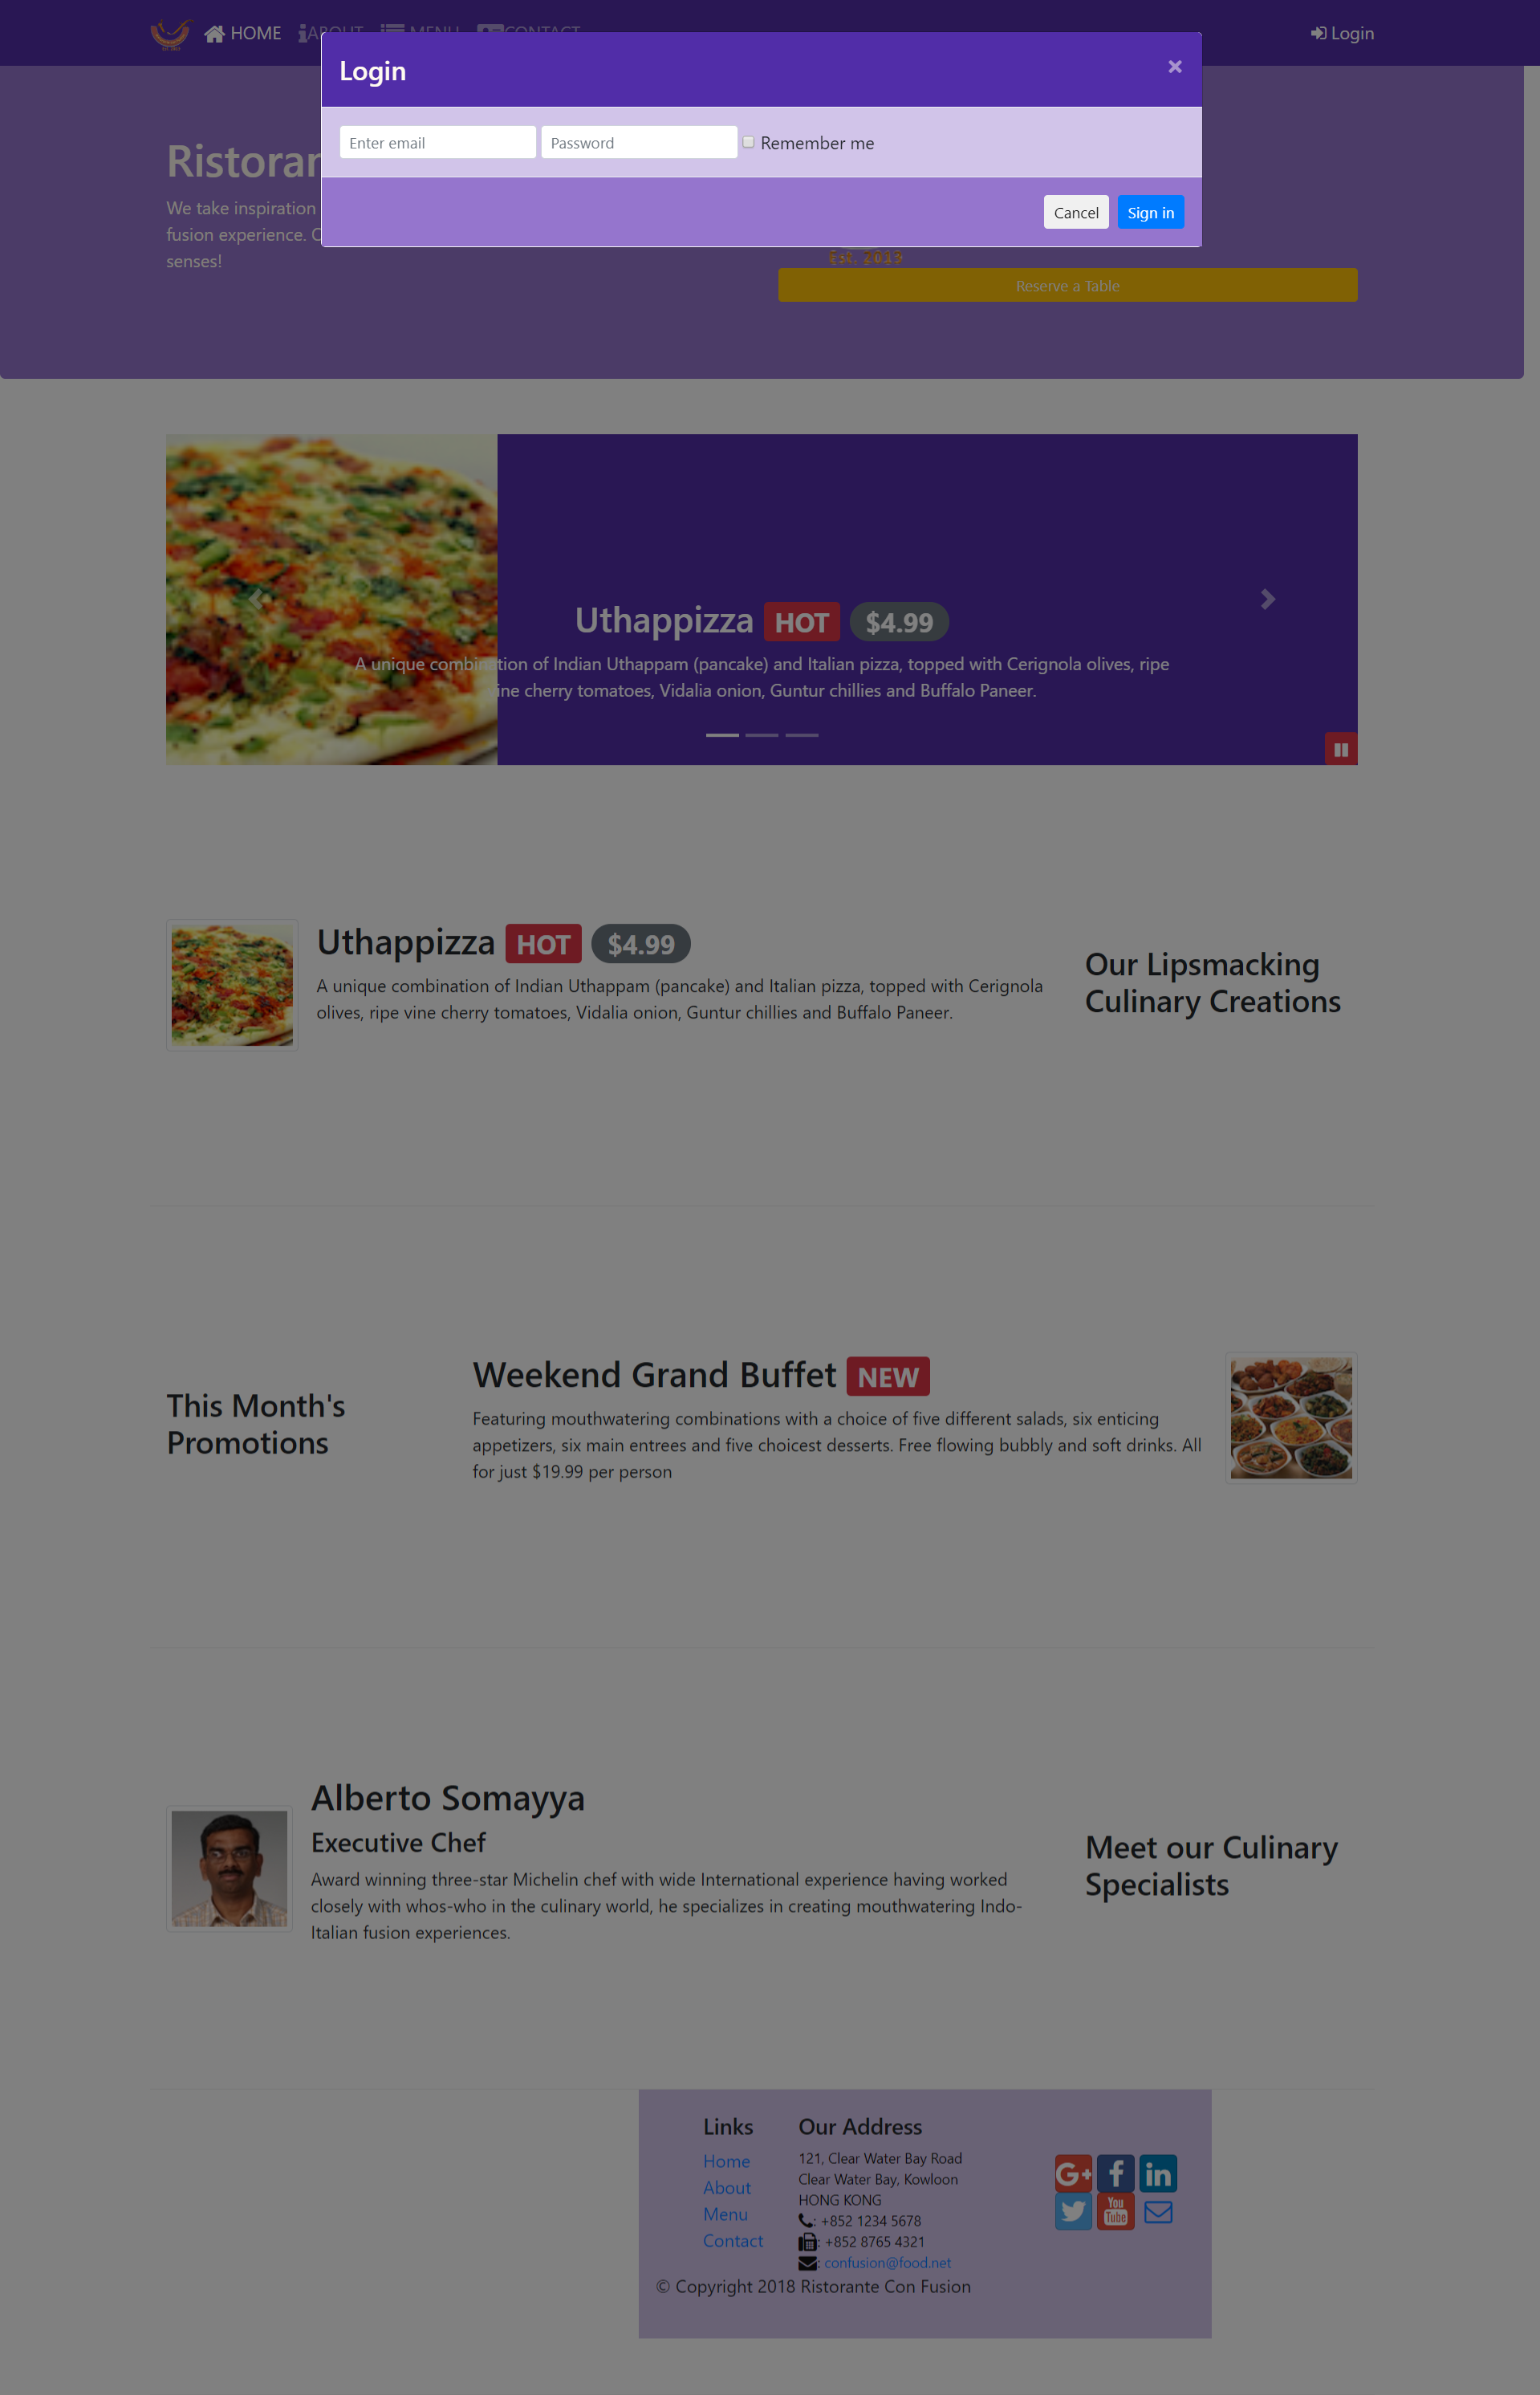 HOME ABOUT MENU CONTACT Login
Login ×
Enter email Password Remember me
Cancel Sign in
We take inspiration
fusion experience.
senses!
Est. 2019
Reserve a Table
Uthappizza HOT $4.99
A unique combination of Indian Uthappam (pancake) and Italian pizza, topped with Cerignola olives, ripe
vine cherry tomatoes, Vidalia onion, Guntur chillies and Buffalo Paneer.
Uthappizza HOT $4.99
A unique combination of Indian Uthappam (pancake) and Italian pizza, topped with Cerignola
olives, ripe vine cherry tomatoes, Vidalia onion, Guntur chillies and Buffalo Paneer.
Our Lipsmacking
Culinary Creations
This Month's
Promotions
Weekend Grand Buffet NEW
Featuring mouthwatering combinations with a choice of five different salads, six enticing
appetizers, six main entrees and five choicest desserts. Free flowing bubbly and soft drinks. All
for just $19.99 per person
Alberto Somayya
Executive Chef
Award winning three-star Michelin chef with wide International experience having worked
closely with whos-who in the culinary world, he specializes in creating mouthwatering Indo-
Italian fusion experiences.
Meet our Culinary
Specialists
Links
Home
About
Menu
Contact
Our Address
121, Clear Water Bay Road
Clear Water Bay, Kowloon
HONG KONG
: +852 1234 5678
: +852 8765 4321
: confusion@food.net
G+ f in
You Tube
© Copyright 2018 Ristorante Con Fusion